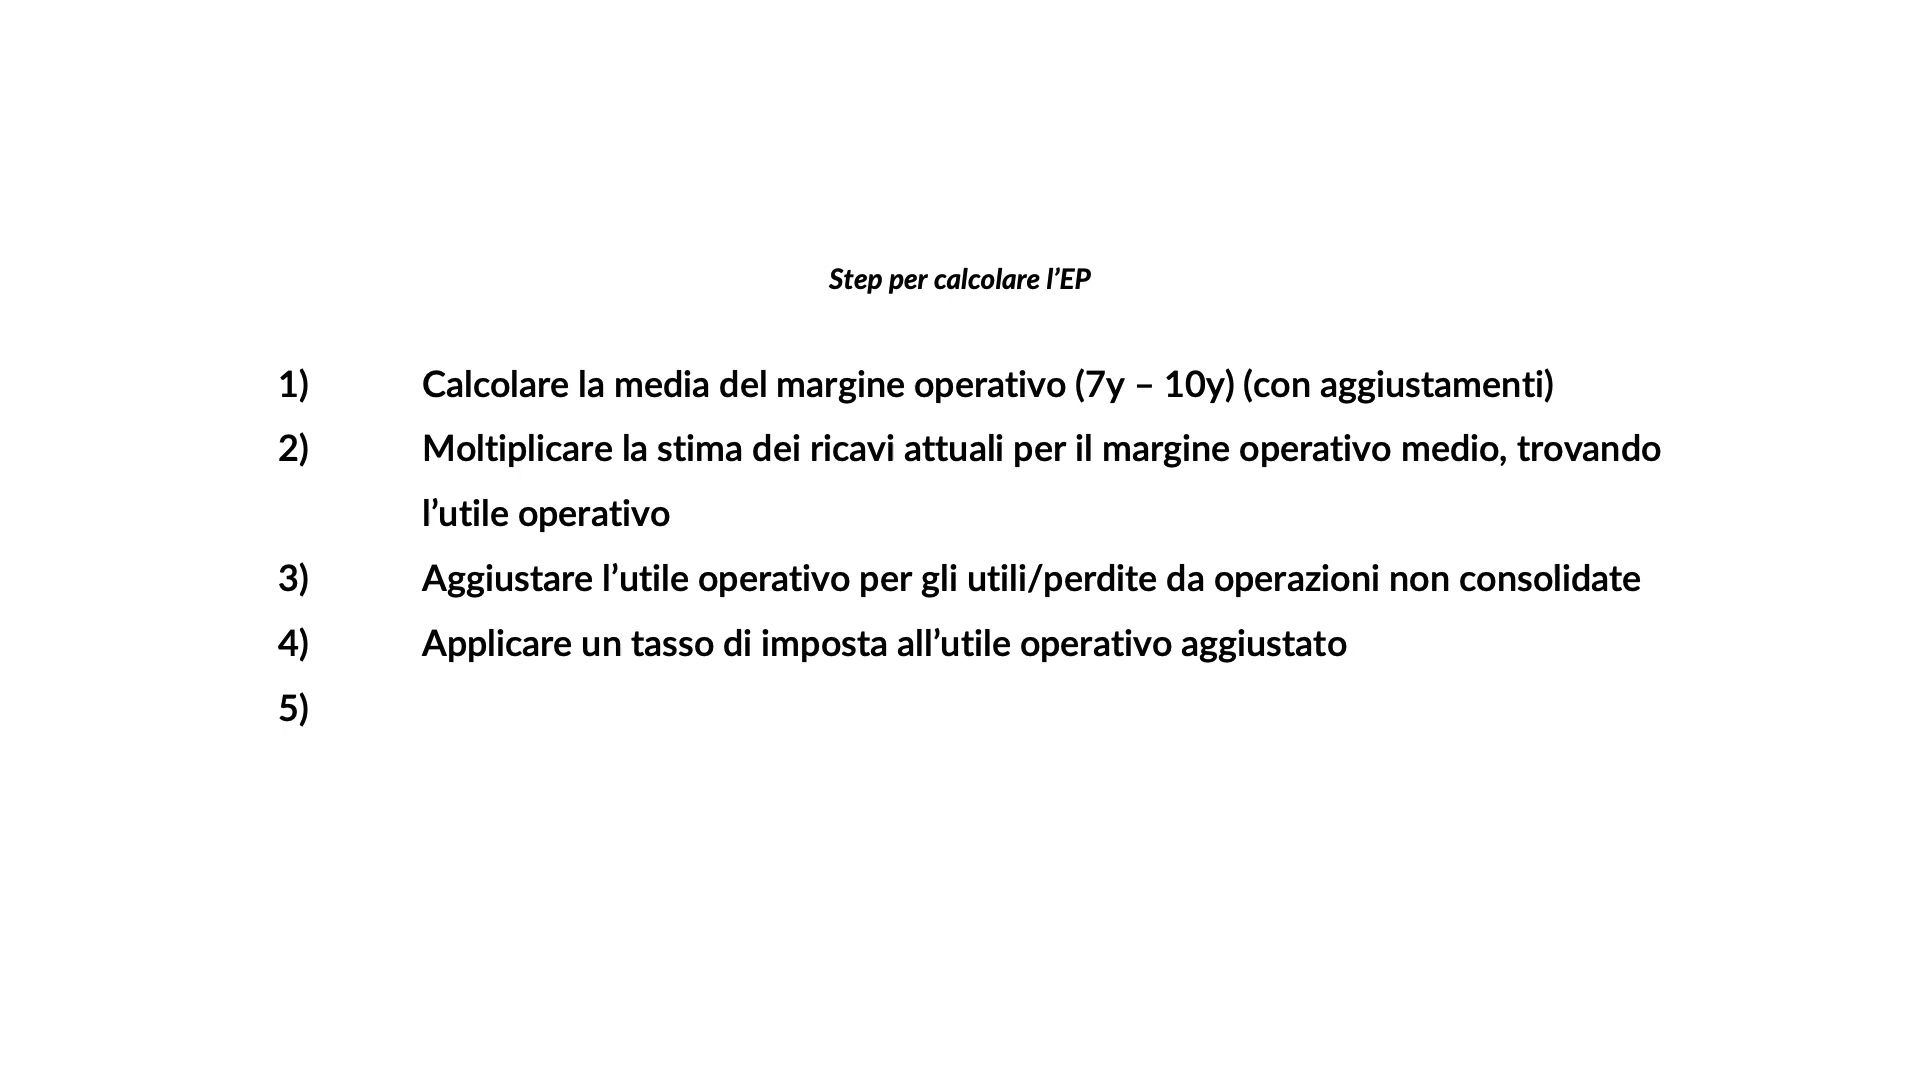 Step per calcolare l’EP
1) Calcolare la media del margine operativo (7y – 10y) (con aggiustamenti)
2) Moltiplicare la stima dei ricavi attuali per il margine operativo medio, trovando
l’utile operativo
3) Aggiustare l’utile operativo per gli utili/perdite da operazioni non consolidate
4) Applicare un tasso di imposta all’utile operativo aggiustato
5)